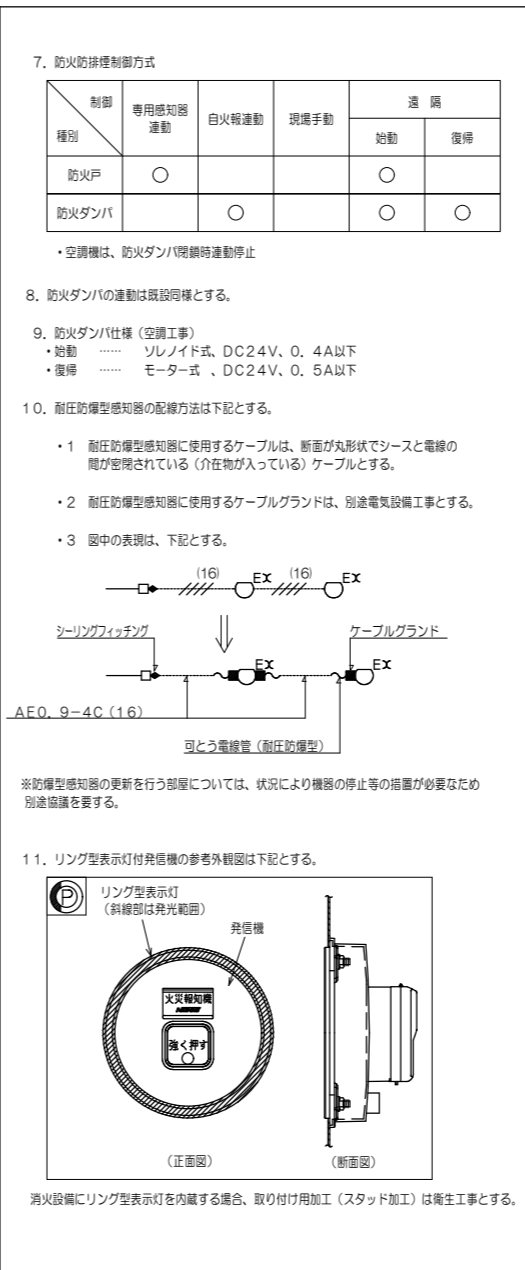 7. 防火防排煙制御方式
制御 専用感知器連動 自火報連動 現場手動 遠 隔
種別 始動 復帰
防火戸 ○ ○
防火ダンパ ○ ○ ○
・空調機は、防火ダンパ閉鎖時連動停止
8. 防火ダンパの連動は既設同様とする。
9. 防火ダンパ仕様（空調工事）
・始動 …… ソレノイド式、DC24V、0. 4A以下
・復帰 …… モーター式 、DC24V、0. 5A以下
10. 耐圧防爆型感知器の配線方法は下記とする。
・1 耐圧防爆型感知器に使用するケーブルは、断面が丸形状でシースと電線の
間が密閉されている（介在物が入っている）ケーブルとする。
・2 耐圧防爆型感知器に使用するケーブルグランドは、別途電気設備工事とする。
・3 図中の表現は、下記とする。
(16) EX (16) EX
シーリングフィッチング ケーブルグランド
EX EX
AE0. 9-4C(16)
可とう電線管（耐圧防爆型）
※防爆型感知器の更新を行う部屋については、状況により機器の停止等の措置が必要なため
別途協議を要する。
11. リング型表示灯付発信機の参考外観図は下記とする。
P リング型表示灯
（斜線部は発光範囲）
発信機
火災報知機
強く押す
（正面図） （断面図）
消火設備にリング型表示灯を内蔵する場合、取り付け用加工（スタッド加工）は衛生工事とする。